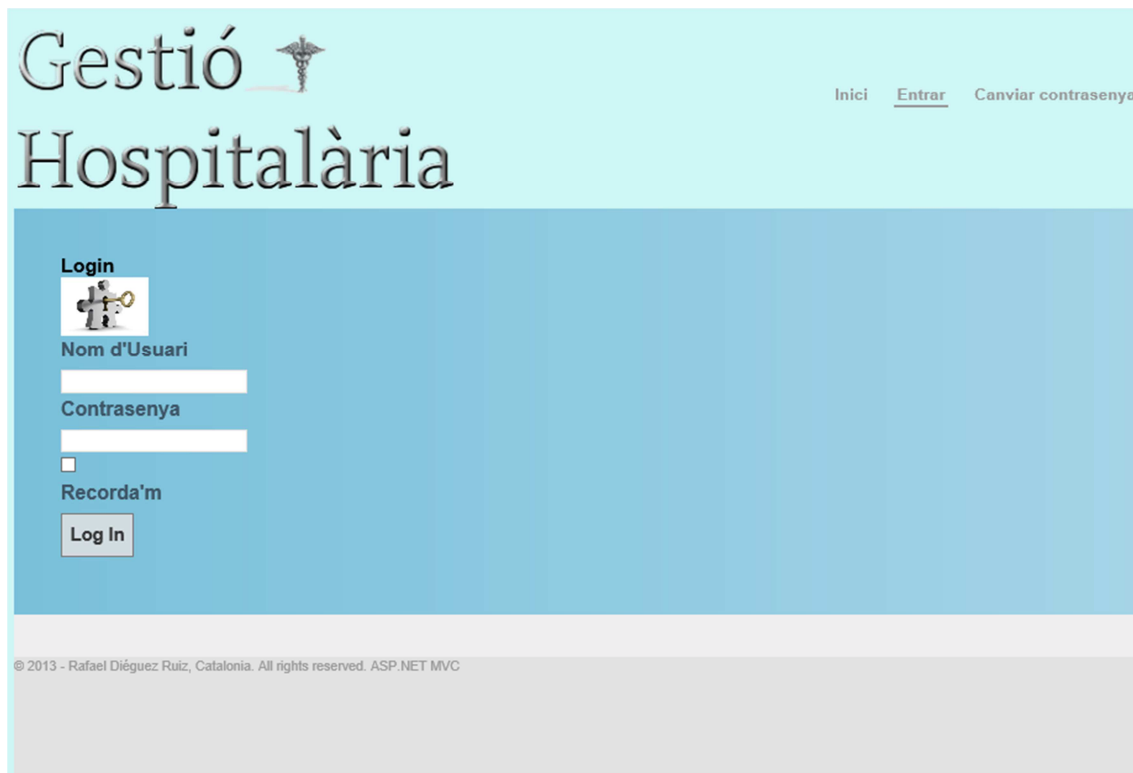 Gestió
Hospitalària
Inici Entrar Canviar contrasenya
Login
Nom d'Usuari
Contrasenya
Recorda'm
Log In
© 2013 - Rafael Diéguez Ruiz, Catalonia. All rights reserved. ASP.NET MVC